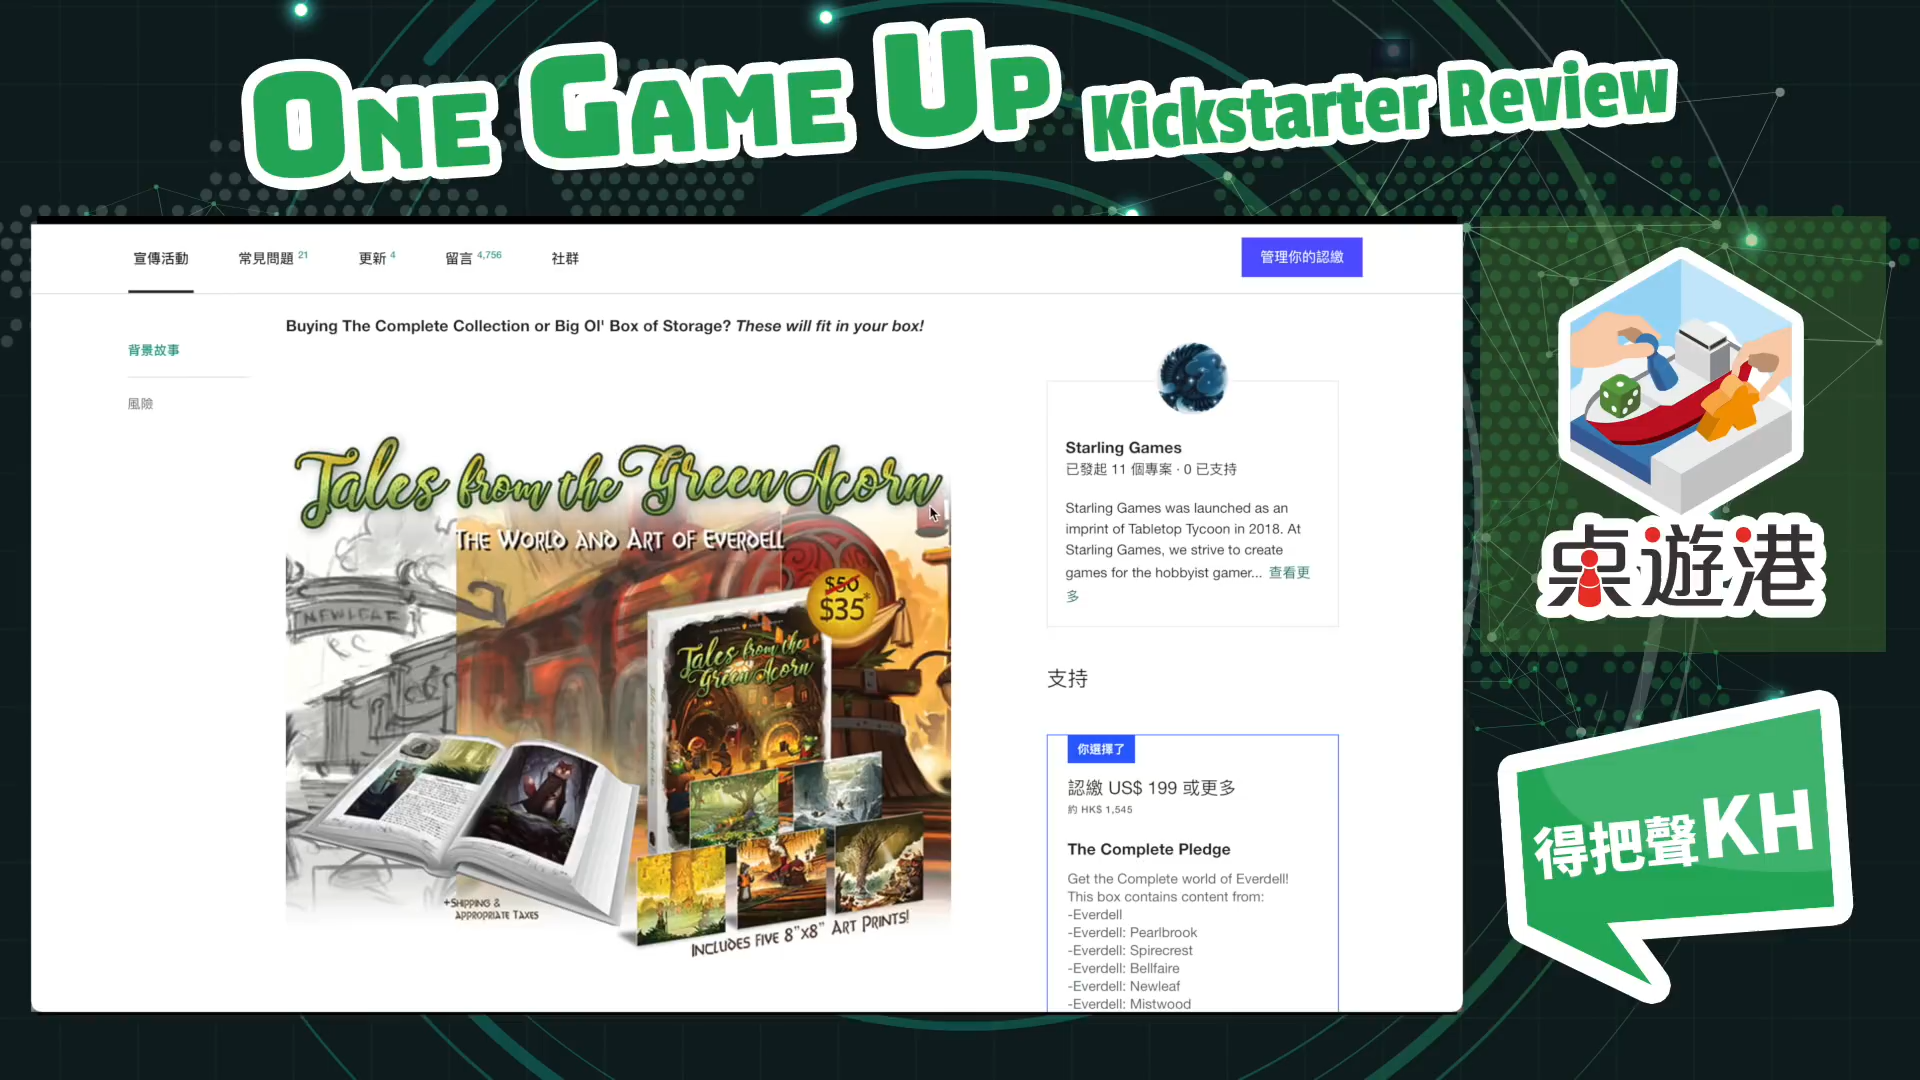 ONE GAME UP Kickstarter Review
宣傳活動
常見問題 21
更新 4
留言 4,756
社群
管理你的認繳
背景故事
風險
Buying The Complete Collection or Big Ol' Box of Storage? These will fit in your box!
Tales from the Green Acorn
THE WORLD AND ART OF EVERDELL
NEWLEAF
$50
$35*
Tales from the
Green Acorn
+SHIPPING &
APPROPRIATE TAXES
INCLUDES FIVE 8"x8" ART PRINTS!
Starling Games
已發起 11 個專案 · 0 已支持
Starling Games was launched as an
imprint of Tabletop Tycoon in 2018. At
Starling Games, we strive to create
games for the hobbyist gamer... 查看更
多
支持
你選擇了
認繳 US$ 199 或更多
約 HK$ 1,545
The Complete Pledge
Get the Complete world of Everdell!
This box contains content from:
-Everdell
-Everdell: Pearlbrook
-Everdell: Spirecrest
-Everdell: Bellfaire
-Everdell: Newleaf
-Everdell: Mistwood
桌遊港
得把聲KH